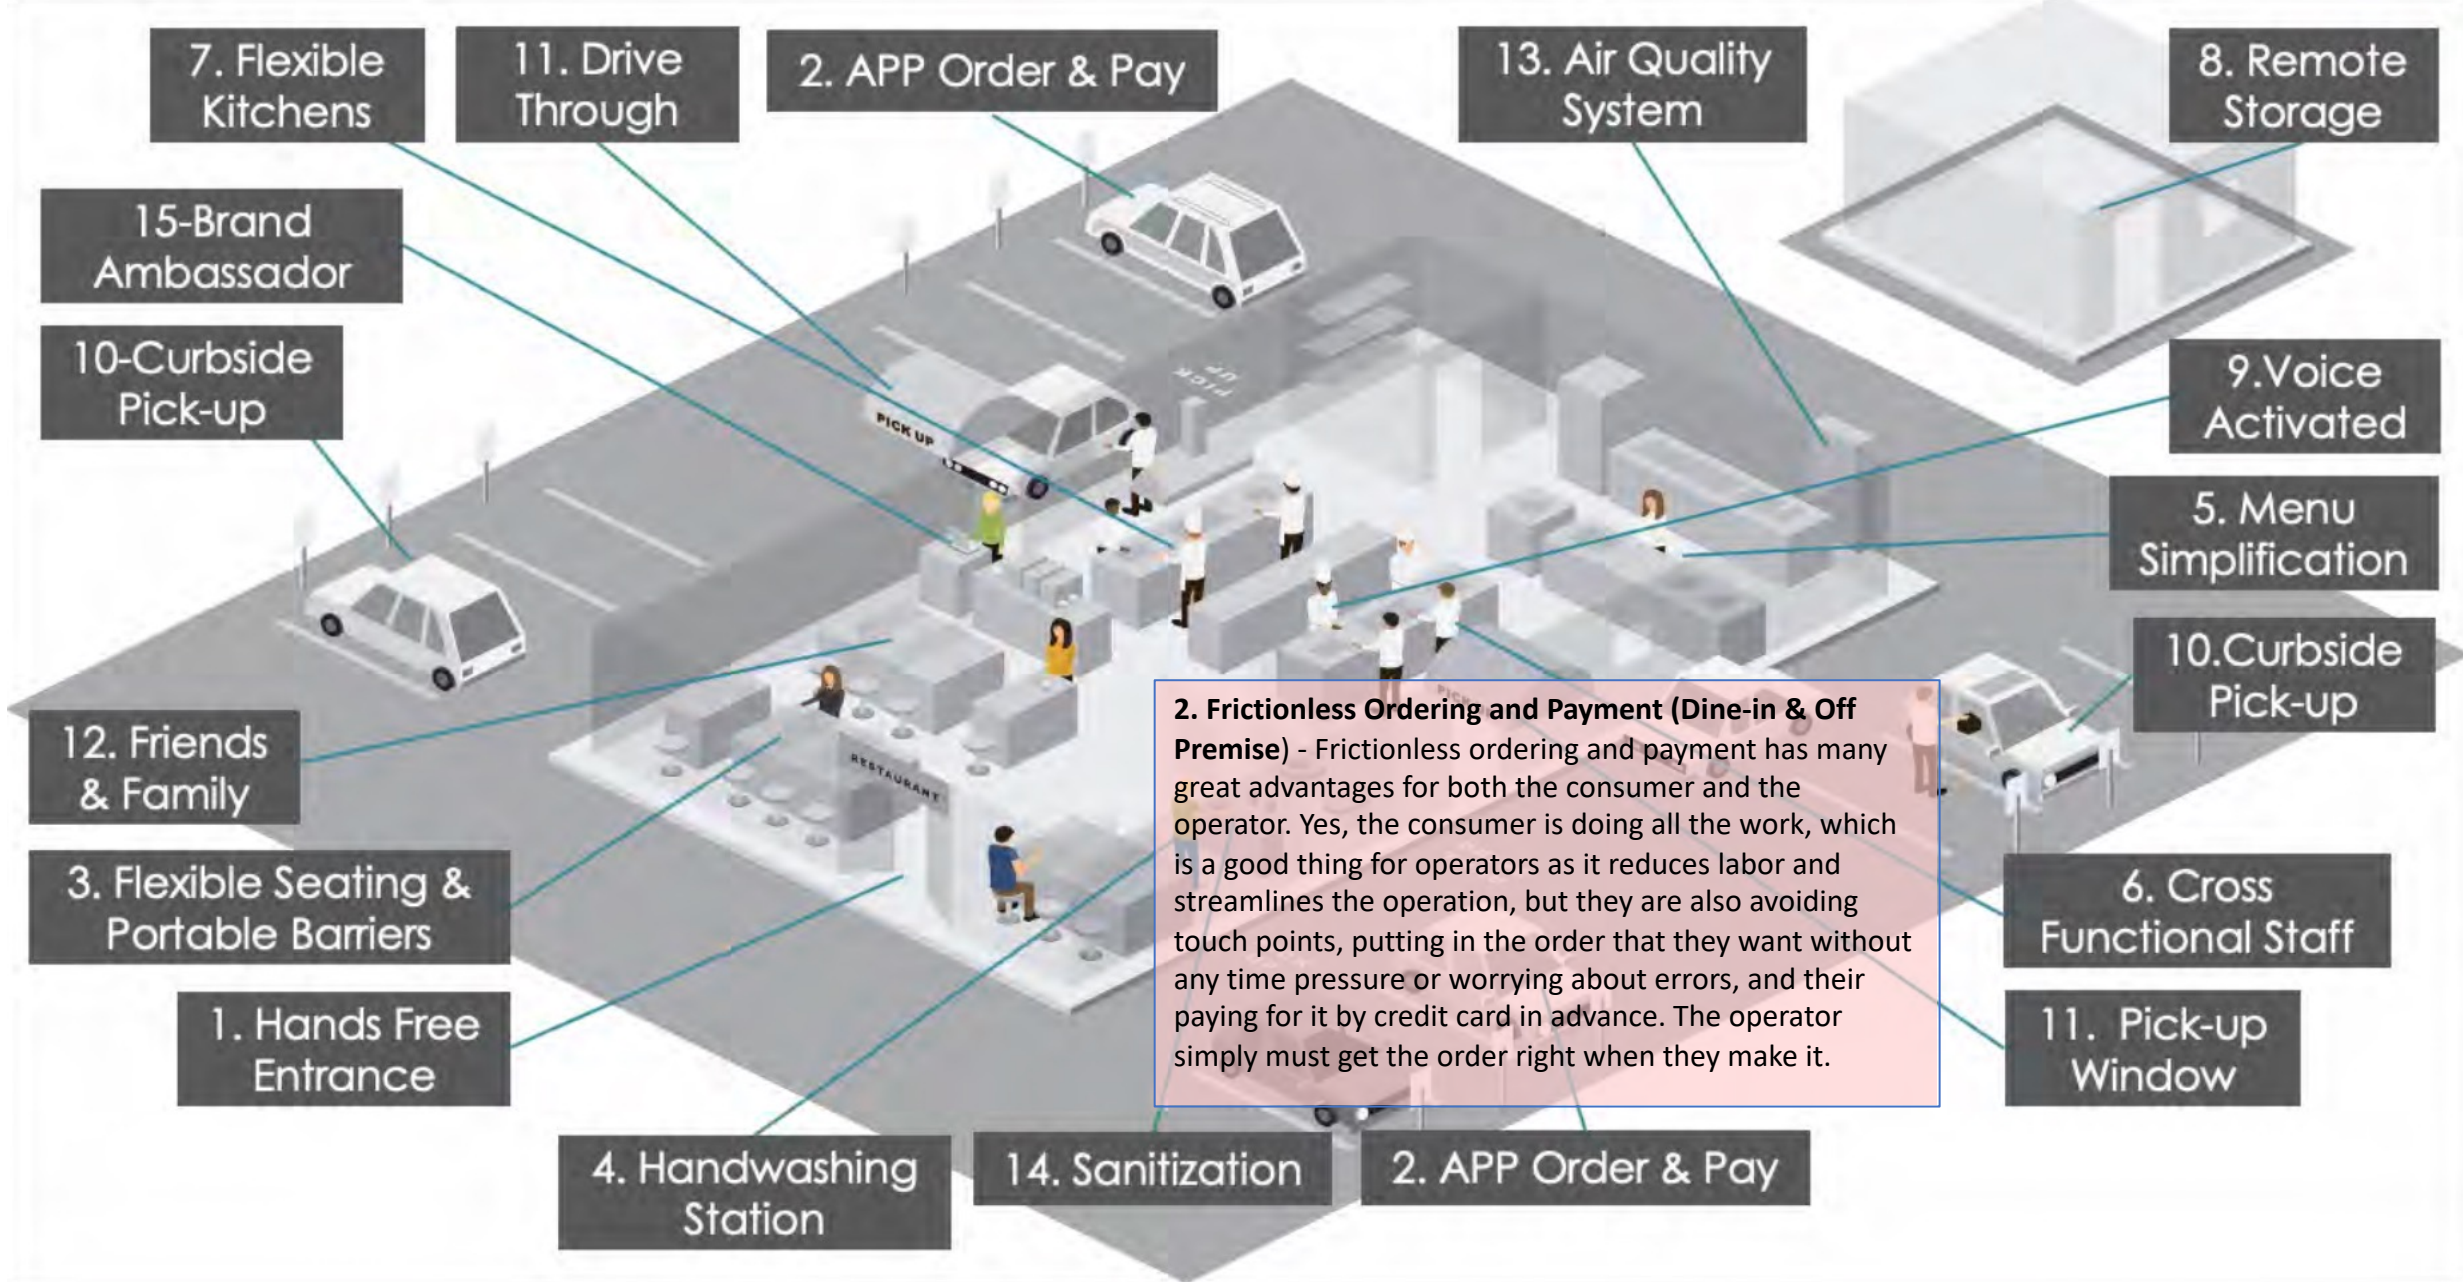 7. Flexible
Kitchens
11. Drive
Through
2. APP Order & Pay
13. Air Quality
System
8. Remote
Storage
15-Brand
Ambassador
10-Curbside
Pick-up
9.Voice
Activated
5. Menu
Simplification
10.Curbside
Pick-up
PICK
UP
PICK UP
12. Friends
& Family
RESTAURANT
3. Flexible Seating &
Portable Barriers
1. Hands Free
Entrance
2. Frictionless Ordering and Payment (Dine-in & Off
Premise) - Frictionless ordering and payment has many
great advantages for both the consumer and the
operator. Yes, the consumer is doing all the work, which
is a good thing for operators as it reduces labor and
streamlines the operation, but they are also avoiding
touch points, putting in the order that they want without
any time pressure or worrying about errors, and their
paying for it by credit card in advance. The operator
simply must get the order right when they make it.
6. Cross
Functional Staff
11. Pick-up
Window
4. Handwashing
Station
14. Sanitization
2. APP Order & Pay